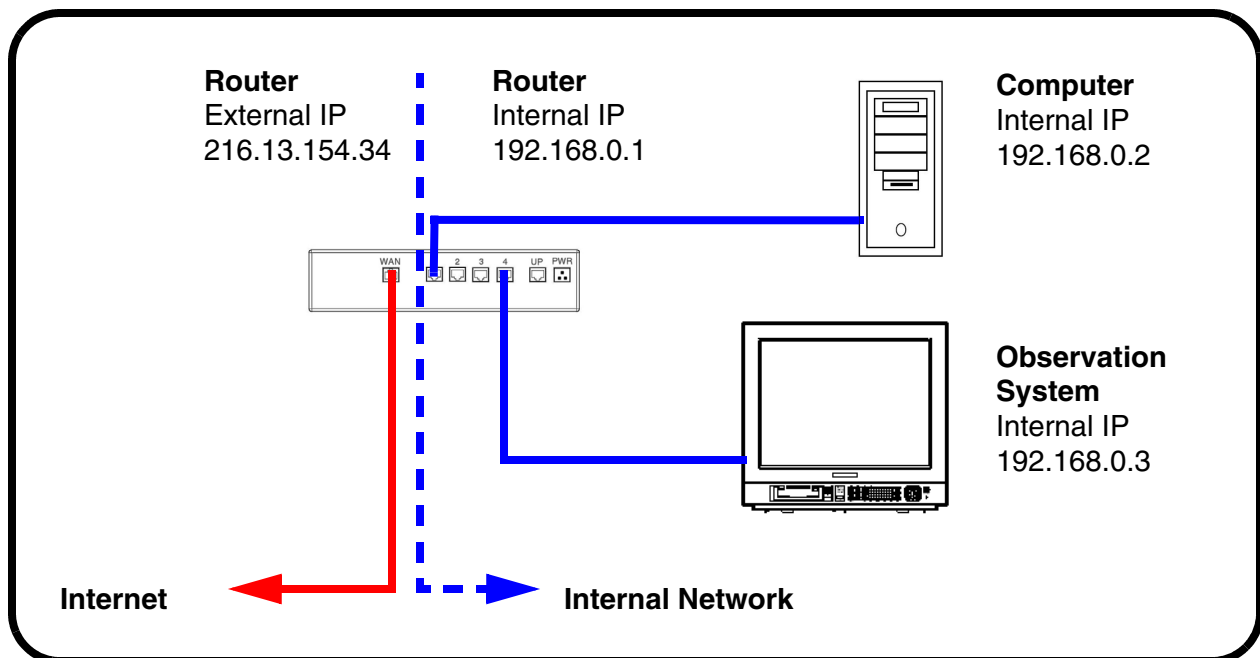 Router
External IP
216.13.154.34
Router
Internal IP
192.168.0.1
Computer
Internal IP
192.168.0.2
WAN
2
3
4
UP
PWR
Observation
System
Internal IP
192.168.0.3
Internet
Internal Network